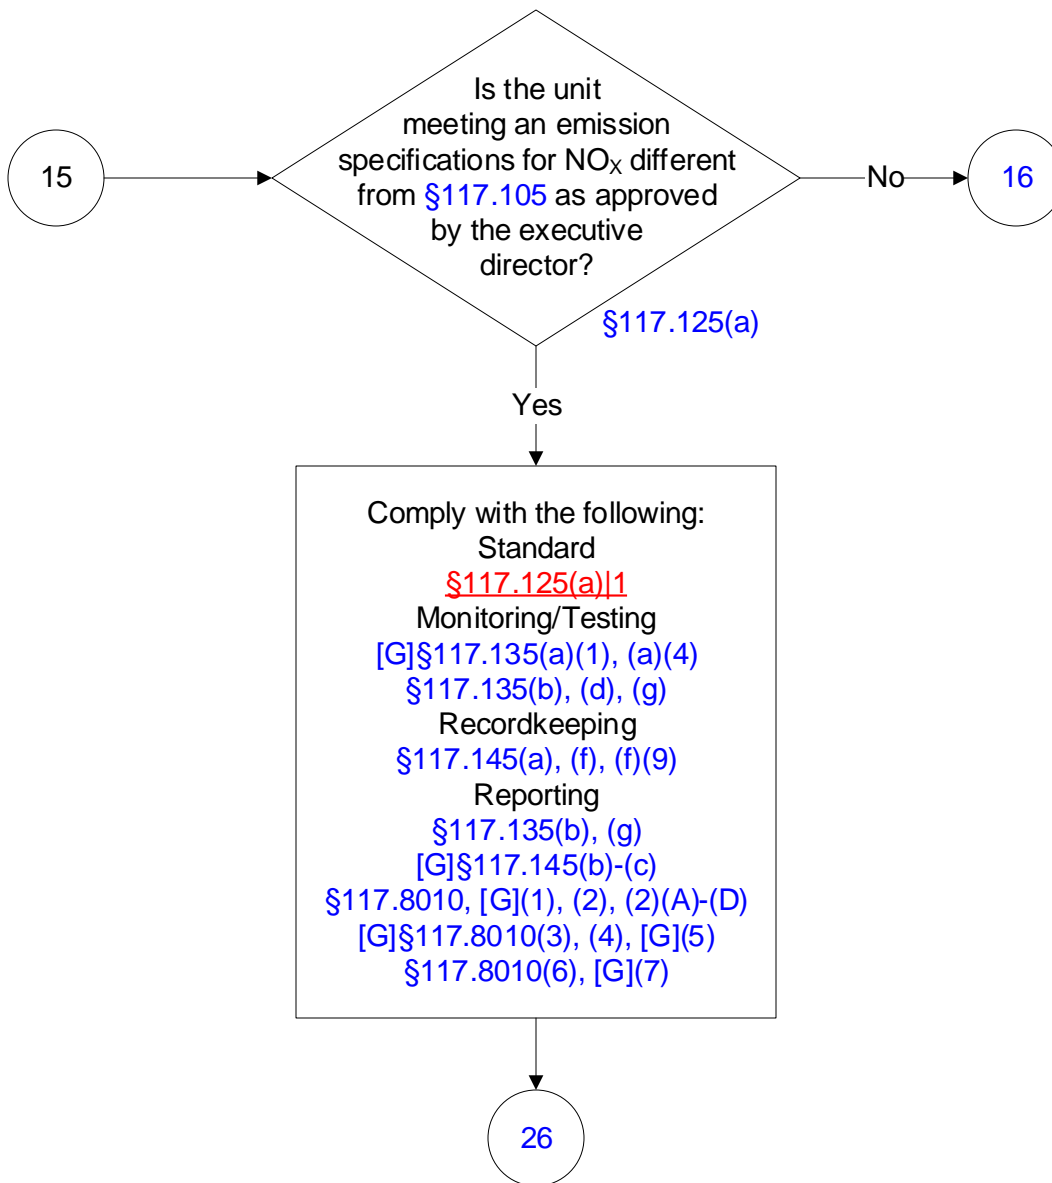 15
Is the unit
meeting an emission
specifications for NOX different
from §117.105 as approved
by the executive
director?
No
16
§117.125(a)
Yes
Comply with the following:
Standard
§117.125(a)|1
Monitoring/Testing
[G]§117.135(a)(1), (a)(4)
§117.135(b), (d), (g)
Recordkeeping
§117.145(a), (f), (f)(9)
Reporting
§117.135(b), (g)
[G]§117.145(b)-(c)
§117.8010, [G](1), (2), (2)(A)-(D)
[G]§117.8010(3), (4), [G](5)
§117.8010(6), [G](7)
26